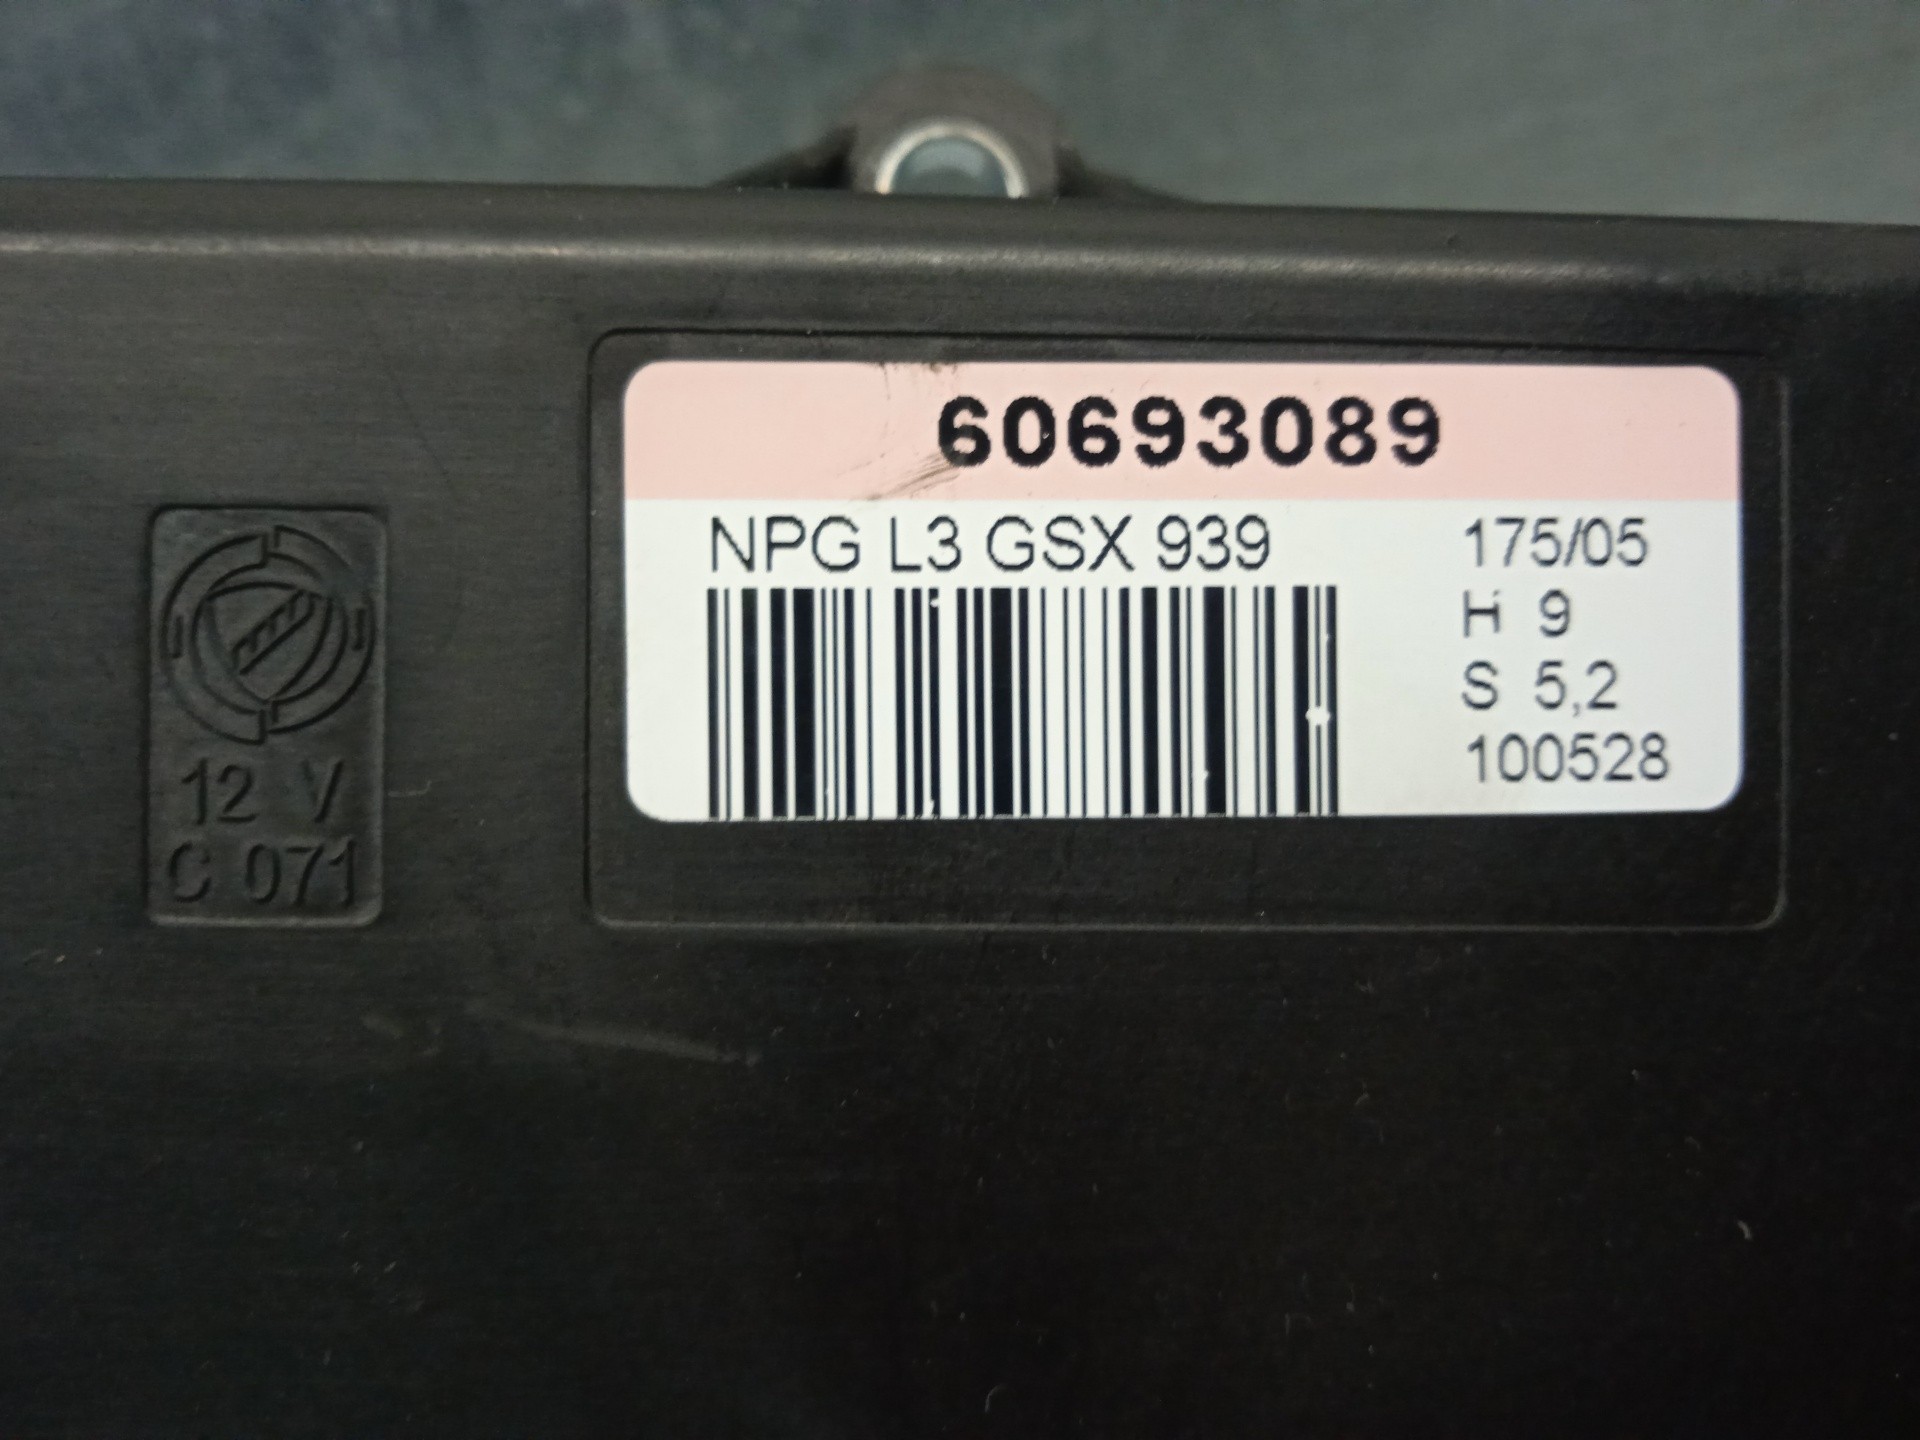 60693089
NPG L3 GSX 939
175/05
H 9
S 5,2
100528
12 V
C 071